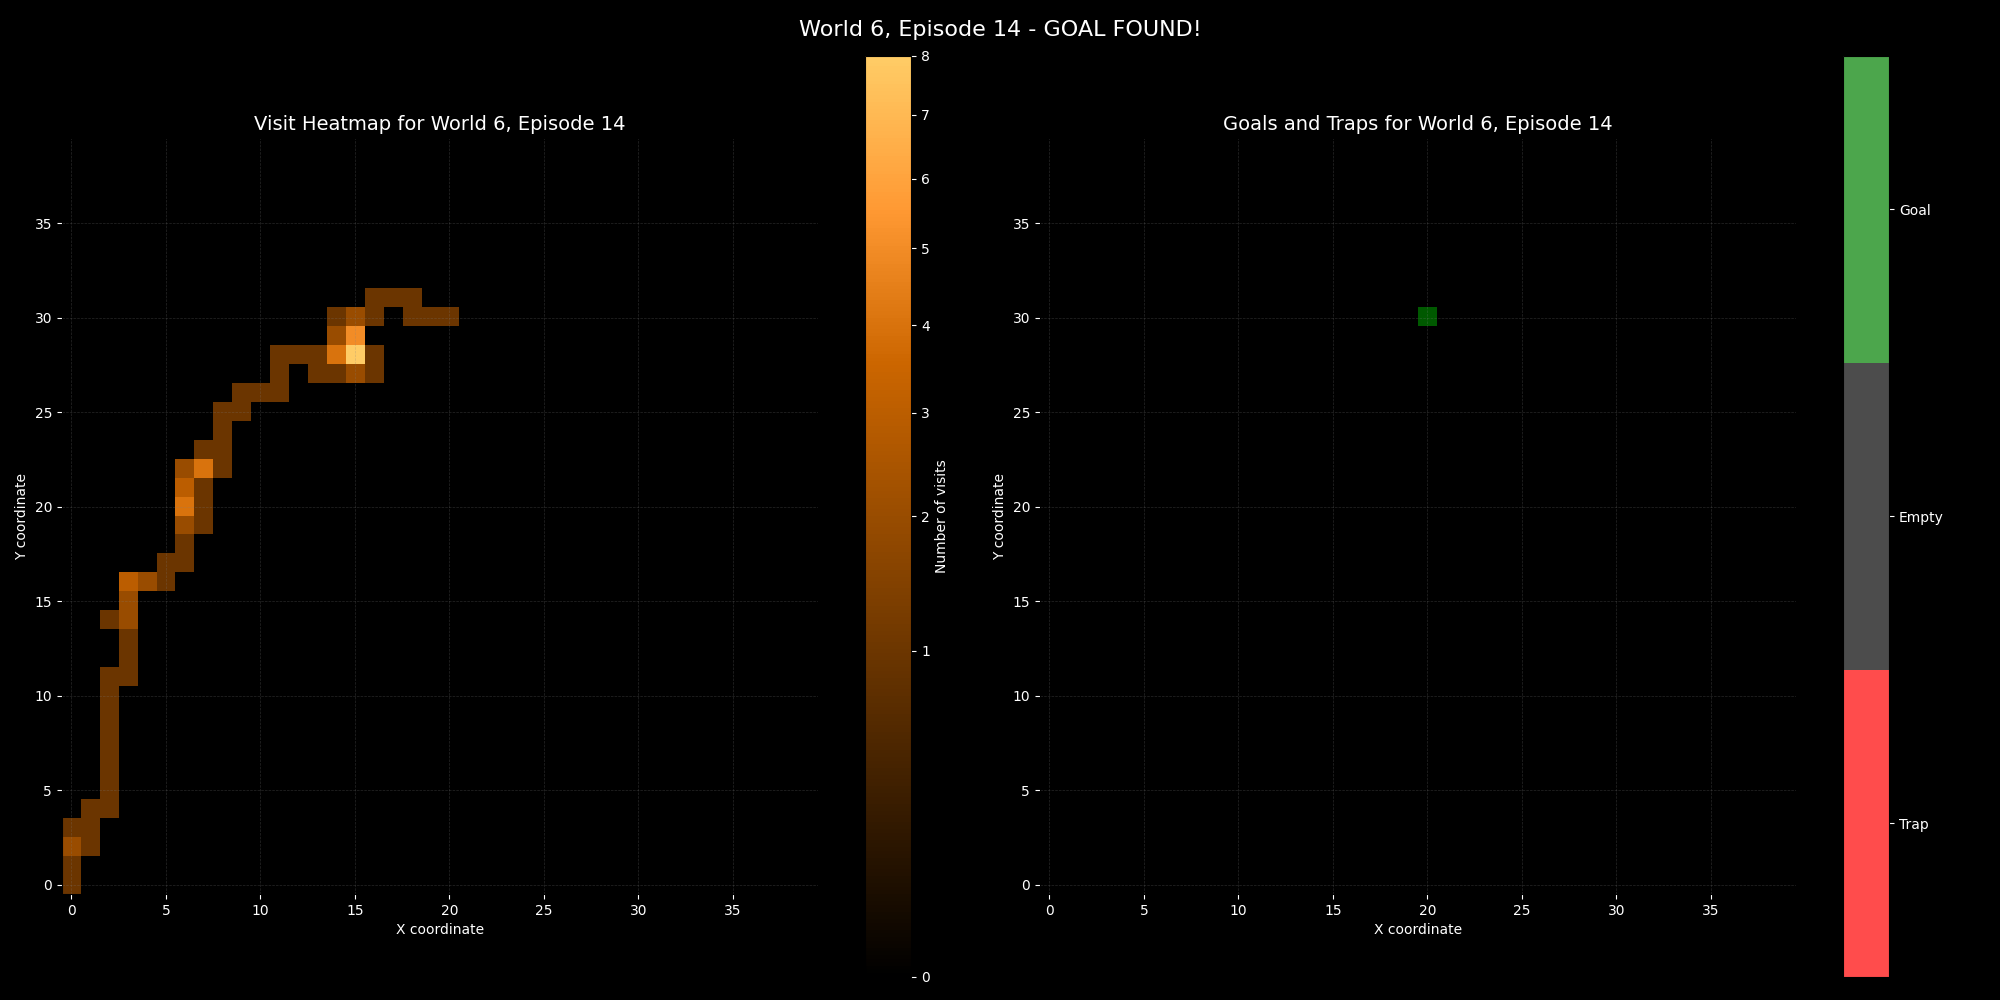 World 6, Episode 14 - GOAL FOUND!
Visit Heatmap for World 6, Episode 14
35
30
25
20
15
10
5
0
Y coordinate
0 5 10 15 20 25 30 35
X coordinate
8
7
6
5
4
3
2
1
0
Number of visits
Goals and Traps for World 6, Episode 14
35
30
25
20
15
10
5
0
Y coordinate
0 5 10 15 20 25 30 35
X coordinate
Goal
Empty
Trap